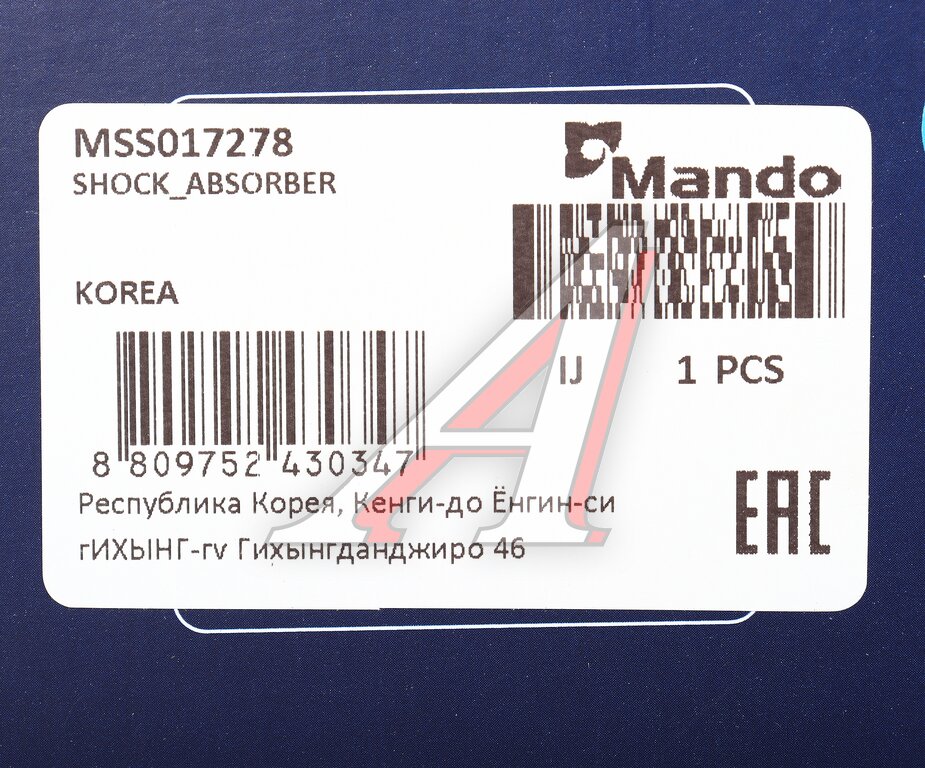 MSS017278
SHOCK_ABSORBER
Mando
KOREA
IJ 1 PCS
8 809752 430347
Республика Корея, Кенги-до Ёнгин-си
гИХЫНГ-гv Гихынгданджиро 46
EAC